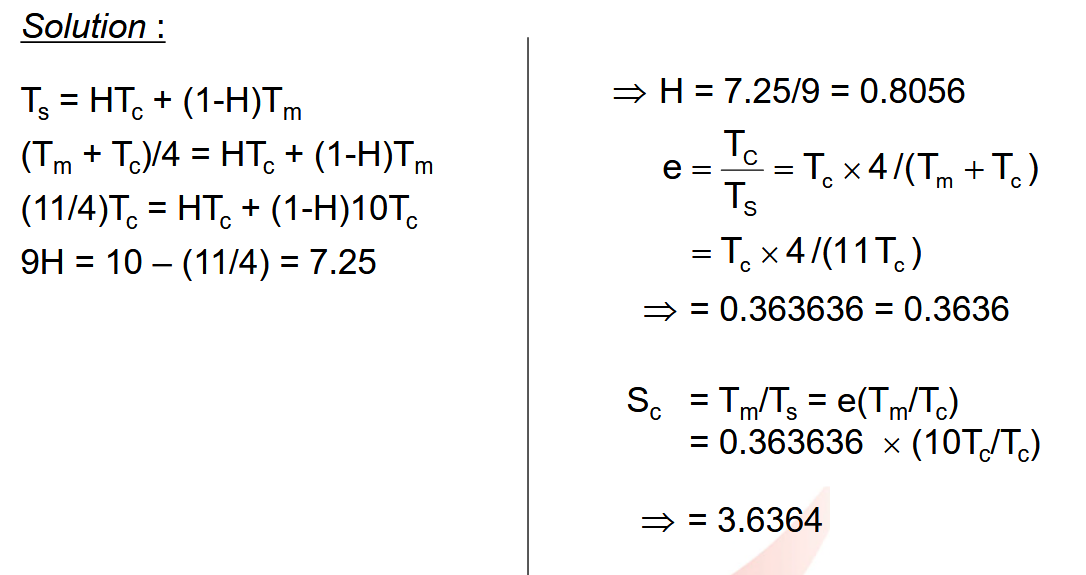 Solution :
Ts = HTc + (1-H)Tm
(Tm + Tc)/4 = HTc + (1-H)Tm
(11/4)Tc = HTc + (1-H)10Tc
9H = 10 – (11/4) = 7.25
⇒ H = 7.25/9 = 0.8056
e = TC/TS = Tc × 4/(Tm + Tc)
= Tc × 4/(11Tc)
⇒ = 0.363636 = 0.3636
Sc = Tm/Ts = e(Tm/Tc)
= 0.363636 × (10Tc/Tc)
⇒ = 3.6364